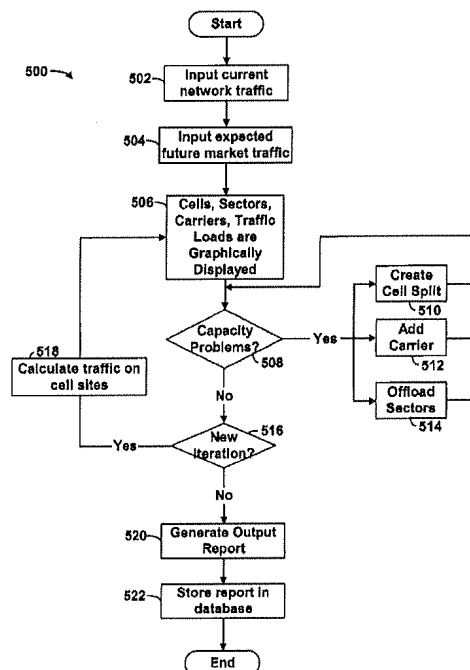 Start
500
502
Input current
network traffic
504
Input expected
future market traffic
506
Cells, Sectors,
Carriers, Traffic
Loads are
Graphically
Displayed
Capacity
Problems?
508
Yes
Create
Cell Split
510
Add
Carrier
512
Offload
Sectors
514
518
Calculate traffic on
cell sites
No
516
New
iteration?
Yes
No
520
Generate Output
Report
522
Store report in
database
End